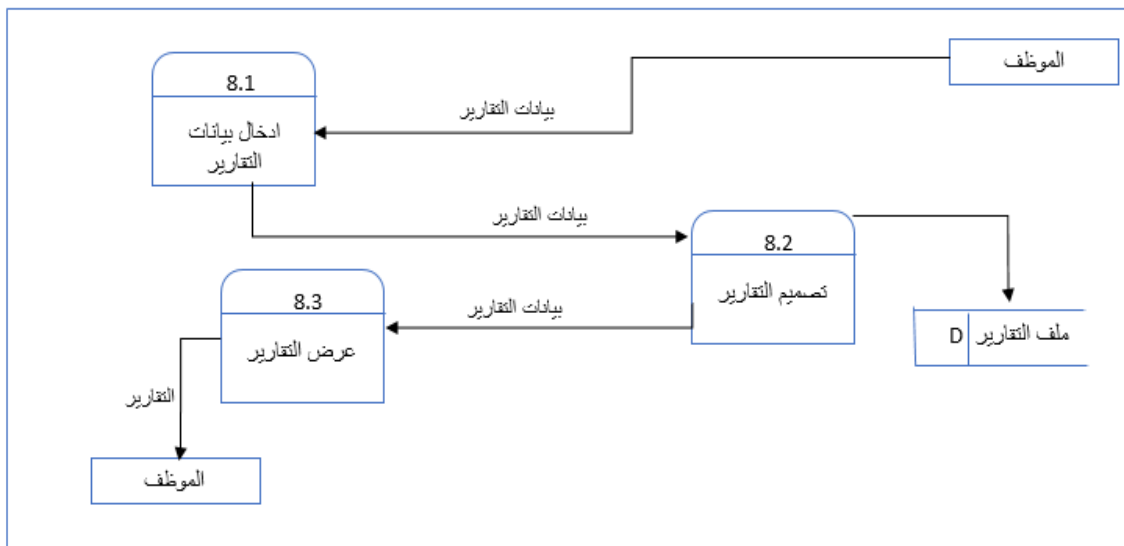 الموظف
8.1
بيانات التقارير
ادخال بيانات
التقارير
بيانات التقارير
8.2
تصميم التقارير
8.3
بيانات التقارير
ملف التقارير D
عرض التقارير
التقارير
الموظف